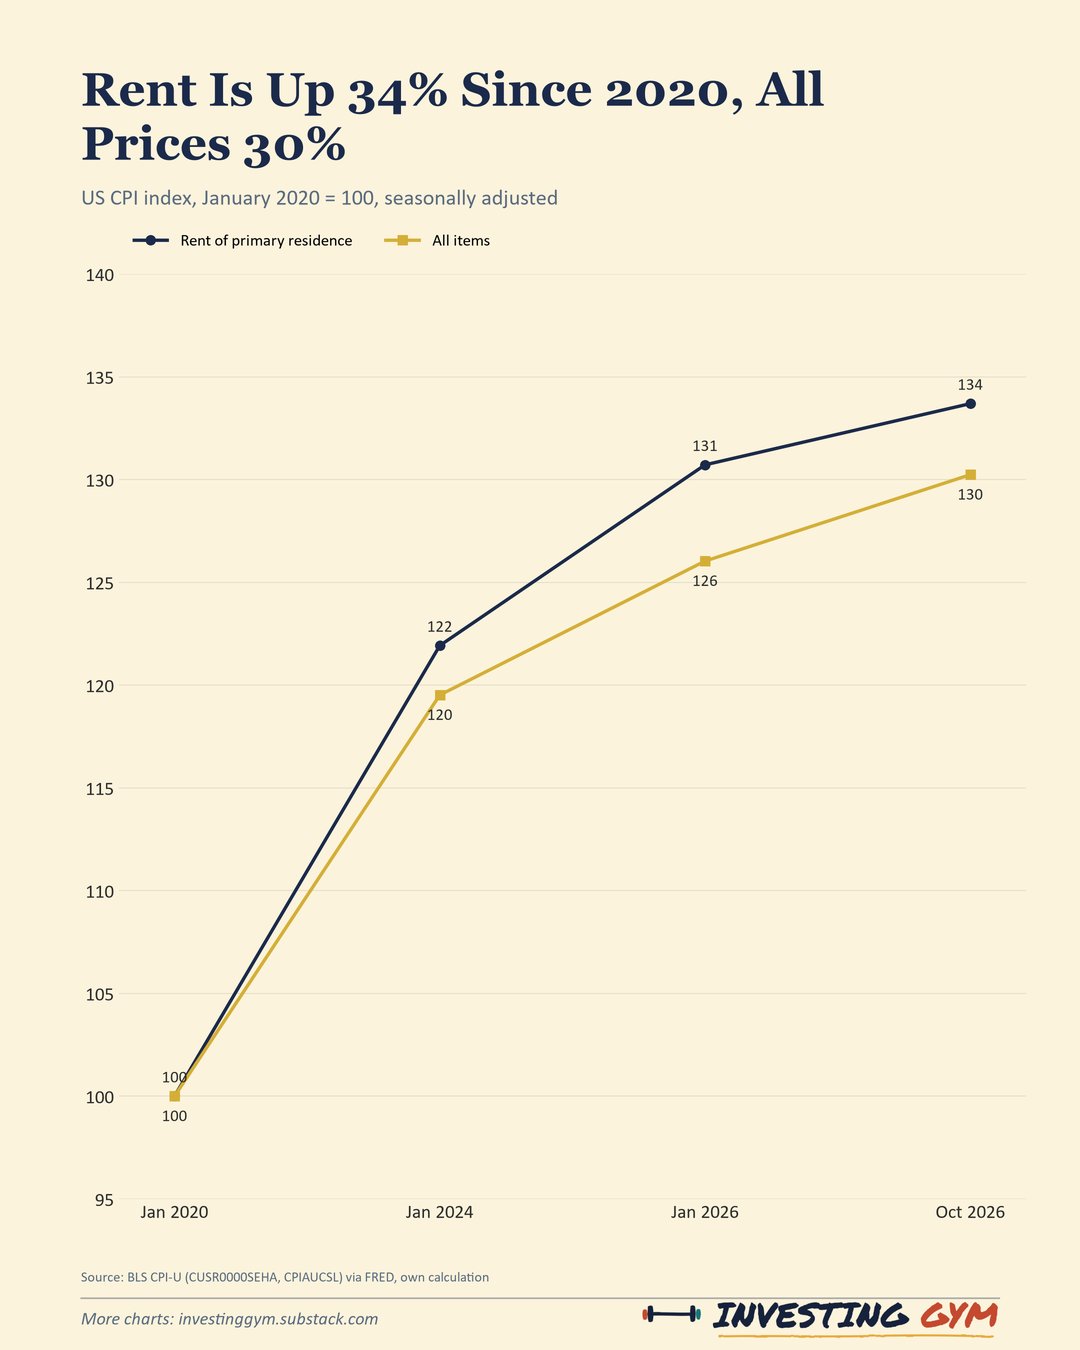 Rent Is Up 34% Since 2020, All
Prices 30%
US CPI index, January 2020 = 100, seasonally adjusted
Rent of primary residence
All items
140
135
134
131
130
130
126
125
122
120
120
115
110
105
100
100
100
95
Jan 2020
Jan 2024
Jan 2026
Oct 2026
Source: BLS CPI-U (CUSR0000SEHA, CPIAUCSL) via FRED, own calculation
More charts: investinggym.substack.com
INVESTING GYM